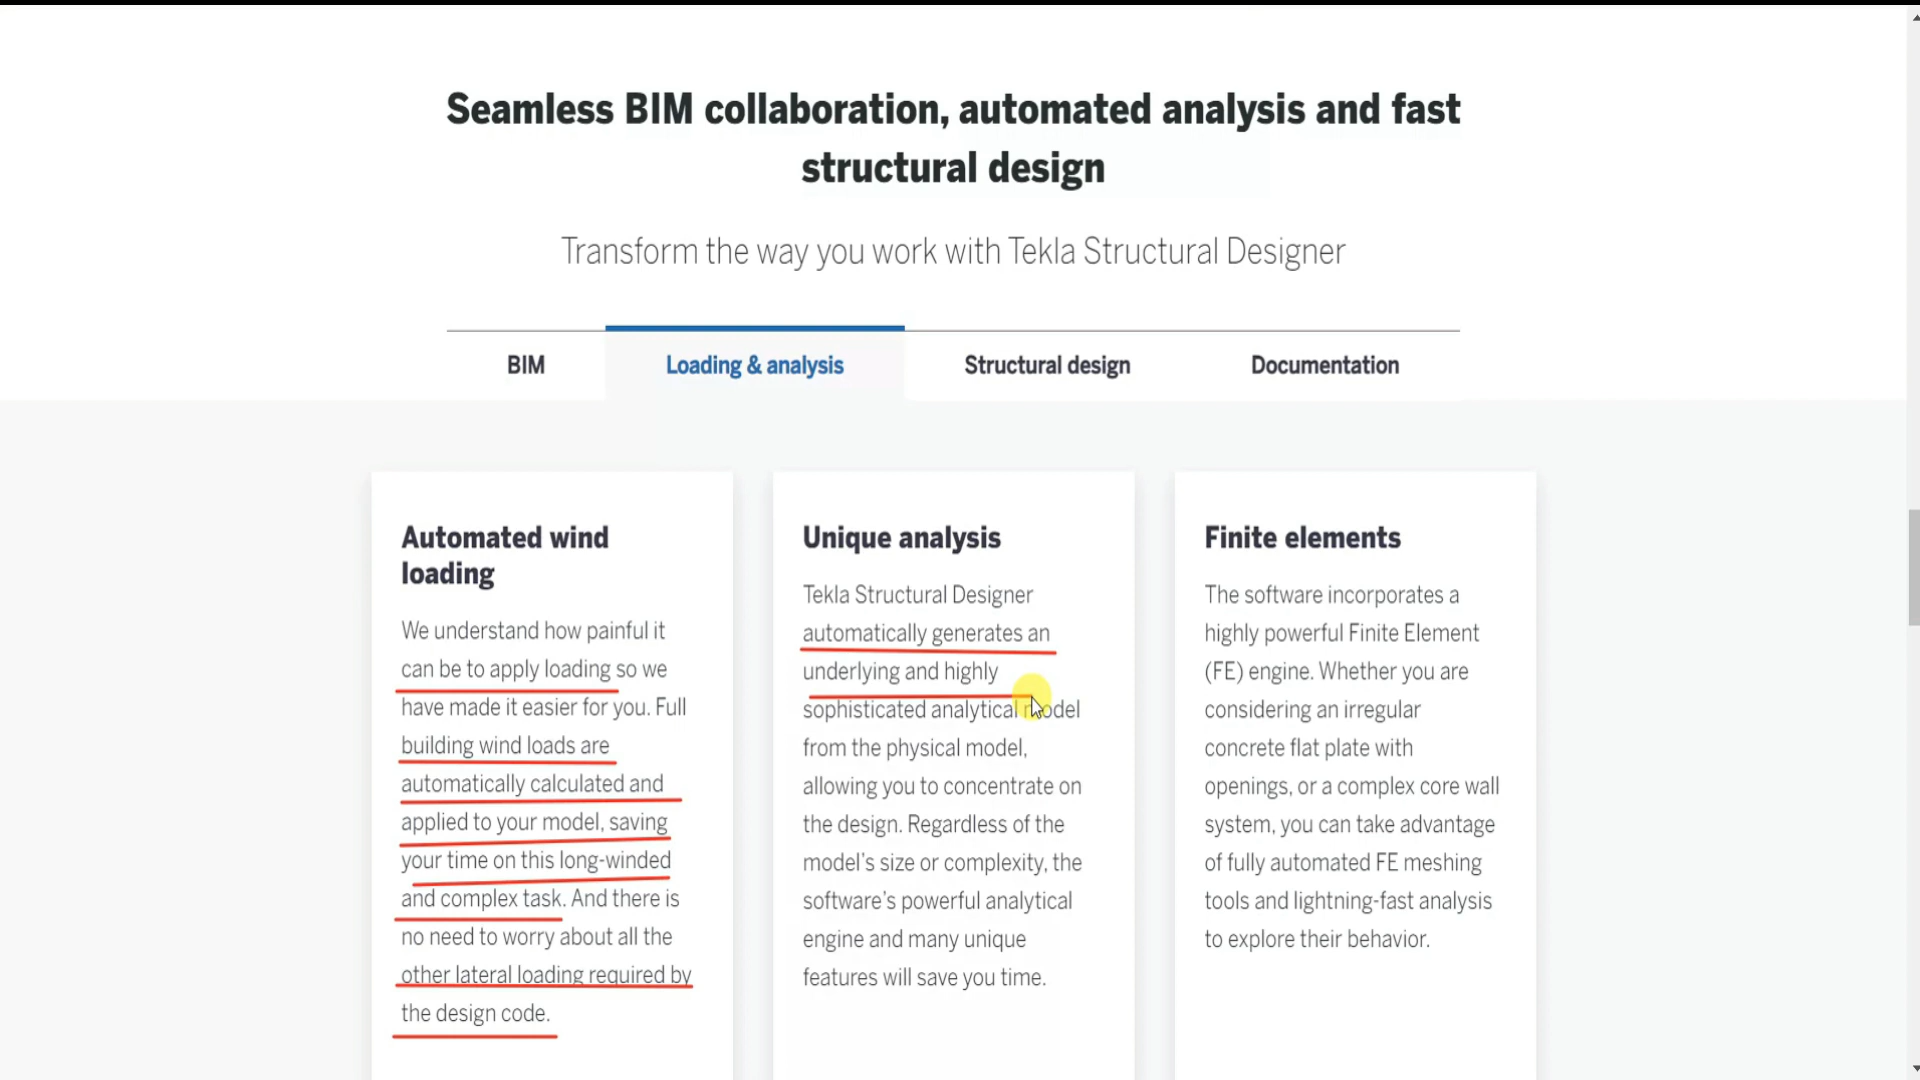 Seamless BIM collaboration, automated analysis and fast
structural design
Transform the way you work with Tekla Structural Designer
BIM
Loading & analysis
Structural design
Documentation
Automated wind
loading
We understand how painful it
can be to apply loading so we
have made it easier for you. Full
building wind loads are
automatically calculated and
applied to your model, saving
your time on this long-winded
and complex task. And there is
no need to worry about all the
other lateral loading required by
the design code.
Unique analysis
Tekla Structural Designer
automatically generates an
underlying and highly
sophisticated analytical model
from the physical model,
allowing you to concentrate on
the design. Regardless of the
model's size or complexity, the
software's powerful analytical
engine and many unique
features will save you time.
Finite elements
The software incorporates a
highly powerful Finite Element
(FE) engine. Whether you are
considering an irregular
concrete flat plate with
openings, or a complex core wall
system, you can take advantage
of fully automated FE meshing
tools and lightning-fast analysis
to explore their behavior.